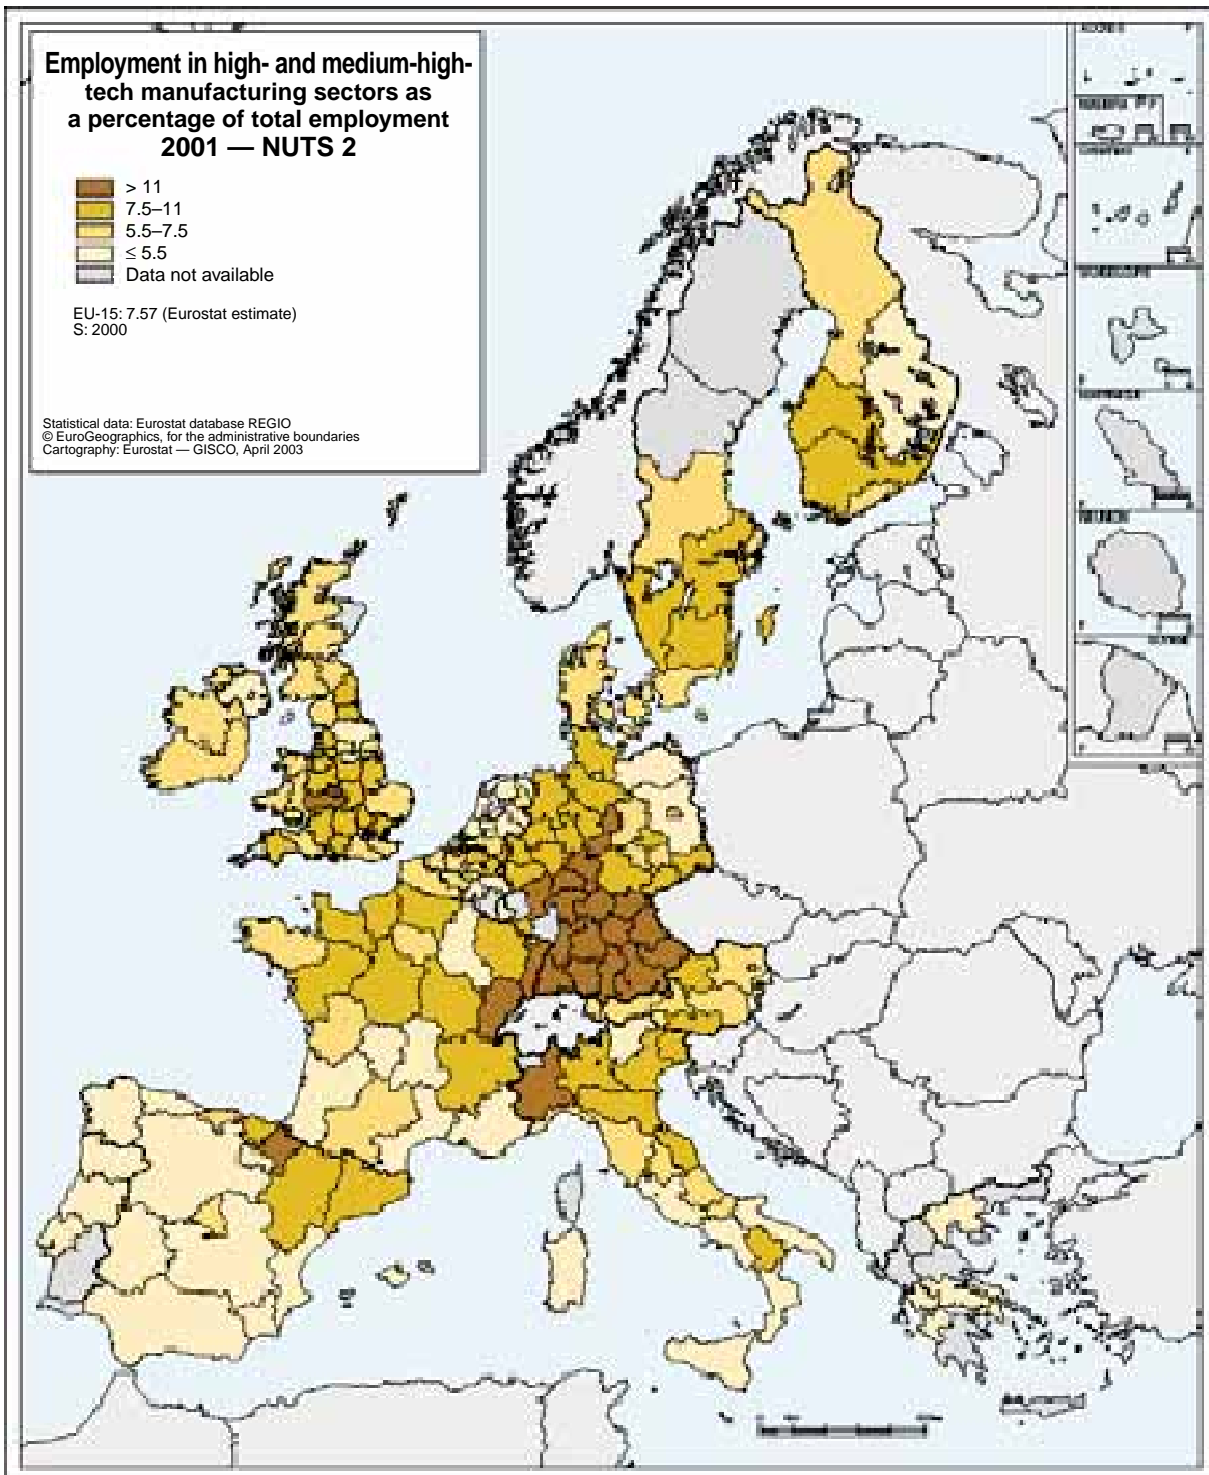 Employment in high- and medium-high-
tech manufacturing sectors as
a percentage of total employment
2001 — NUTS 2
> 11
7.5–11
5.5–7.5
≤ 5.5
Data not available
EU-15: 7.57 (Eurostat estimate)
S: 2000
Statistical data: Eurostat database REGIO
© EuroGeographics, for the administrative boundaries
Cartography: Eurostat — GISCO, April 2003